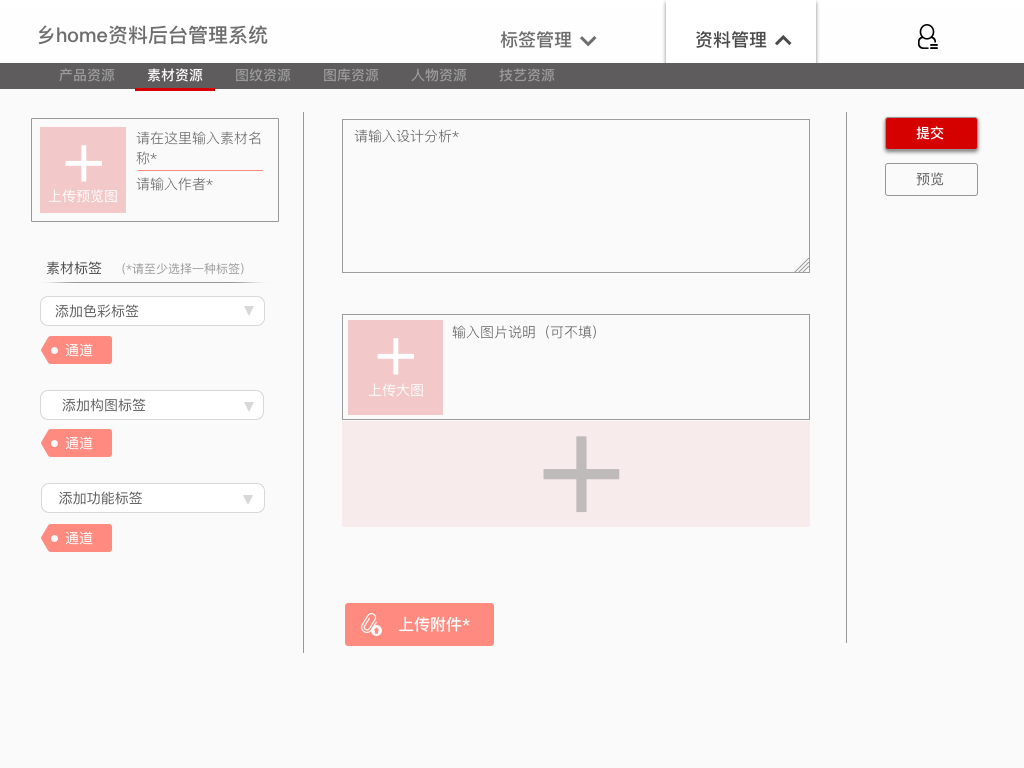 乡home资料后台管理系统
标签管理
资料管理
产品资源 素材资源 图纹资源 图库资源 人物资源 技艺资源
请在这里输入素材名
称*
请输入作者*
上传预览图
素材标签 （*请至少选择一种标签）
添加色彩标签
通道
添加构图标签
通道
添加功能标签
通道
请输入设计分析*
输入图片说明（可不填）
上传大图
上传附件*
提交
预览